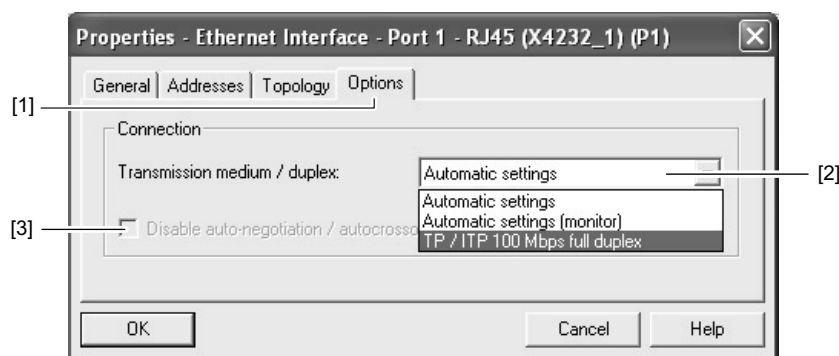 Properties - Ethernet Interface - Port 1 - RJ45 (X4232_1) (P1)
General Addresses Topology Options
[1]
Connection
Transmission medium / duplex: Automatic settings
[2]
Automatic settings
Automatic settings (monitor)
[3]
Disable auto-negotiation / autocrosso
TP / ITP 100 Mbps full duplex
OK Cancel Help